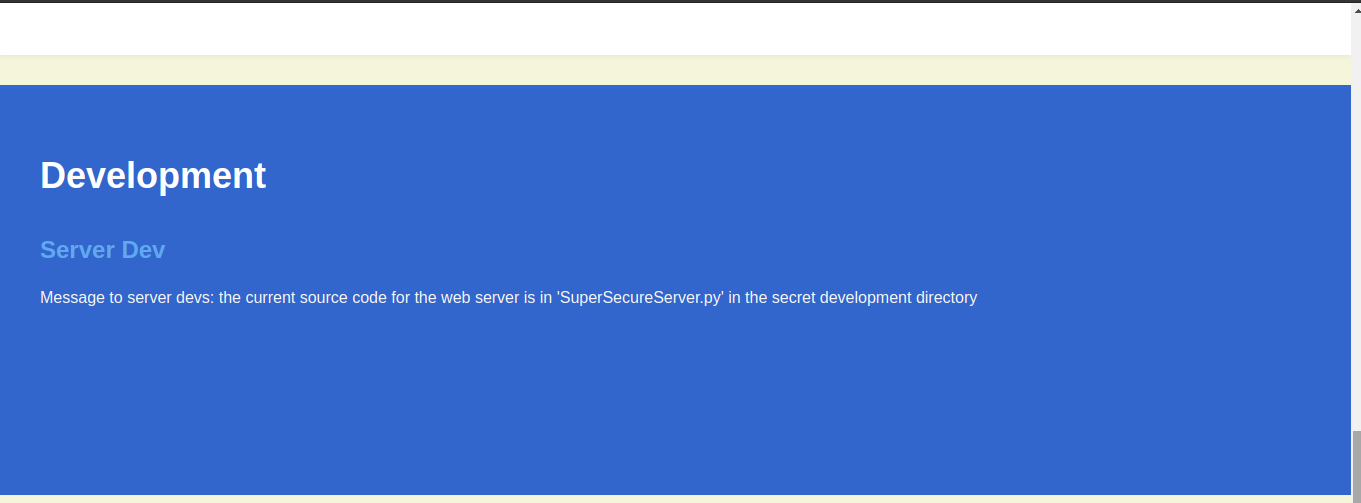 Development
Server Dev
Message to server devs: the current source code for the web server is in 'SuperSecureServer.py' in the secret development directory